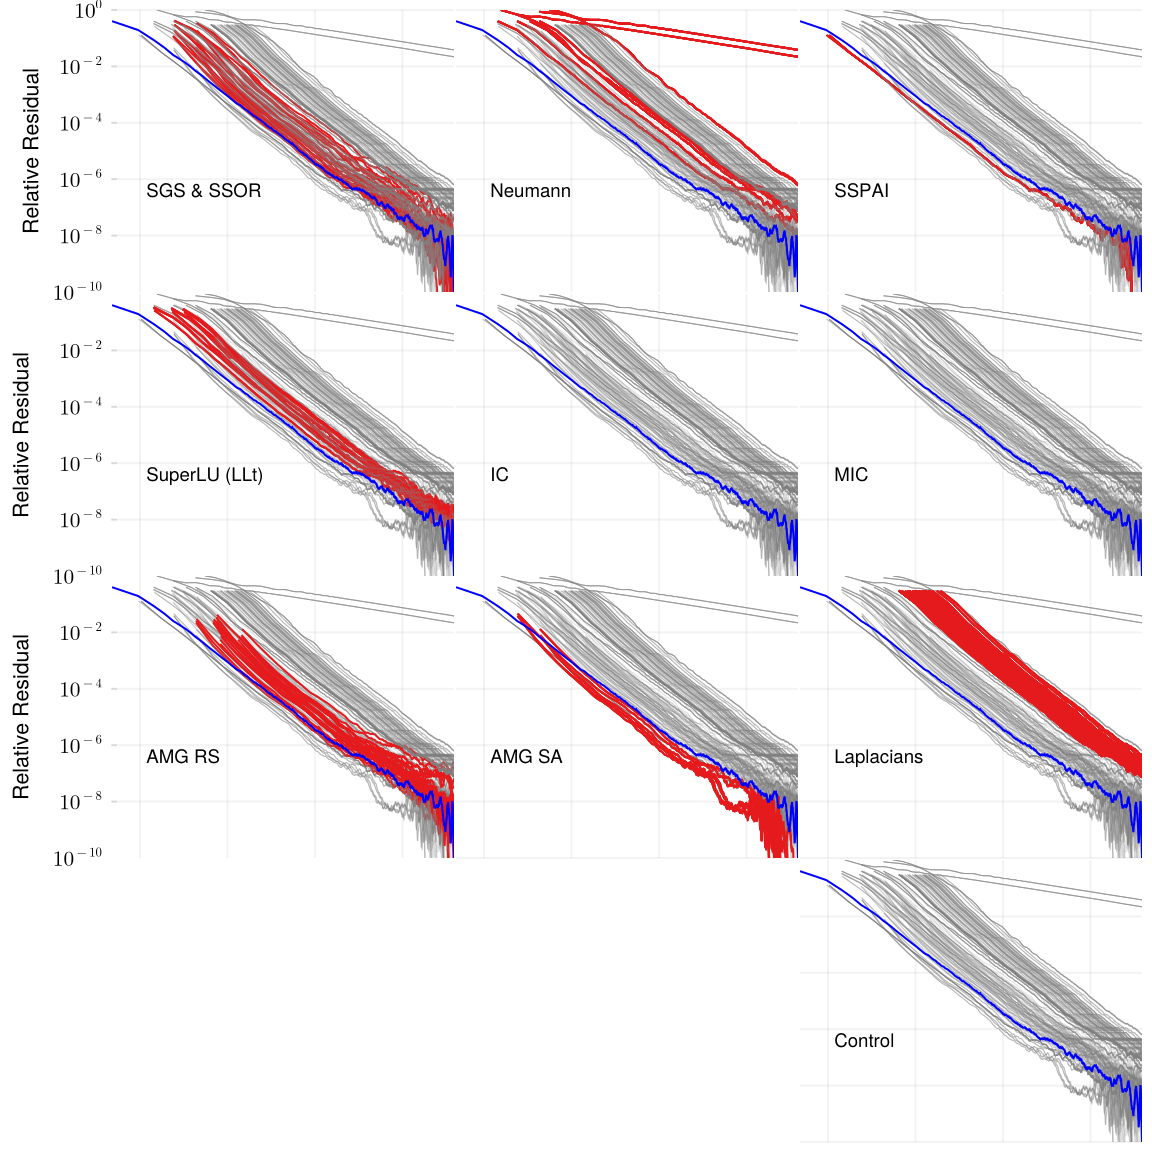 10^0
10^−2
10^−4
10^−6
10^−8
10^−10
Relative Residual
SGS & SSOR
Neumann
SSPAI
10^−2
10^−4
10^−6
10^−8
10^−10
Relative Residual
SuperLU (LLt)
IC
MIC
10^−2
10^−4
10^−6
10^−8
10^−10
Relative Residual
AMG RS
AMG SA
Laplacians
Control